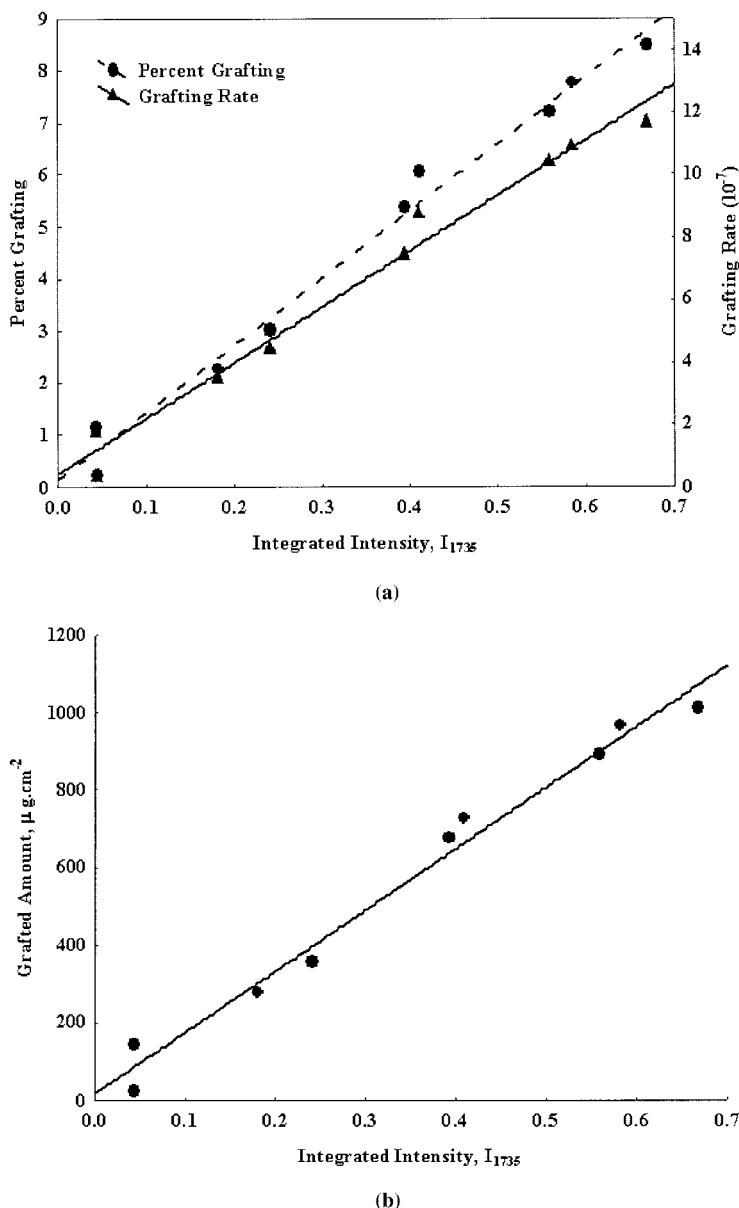 9
8
7
6
5
4
3
2
1
0
Percent Grafting
Percent Grafting
Grafting Rate
14
12
10
8
6
4
2
0
Grafting Rate (10⁻⁷)
0.0 0.1 0.2 0.3 0.4 0.5 0.6 0.7
Integrated Intensity, I₁₇₃₅
(a)
1200
1000
800
600
400
200
0
Grafted Amount, µg.cm⁻²
0.0 0.1 0.2 0.3 0.4 0.5 0.6 0.7
Integrated Intensity, I₁₇₃₅
(b)